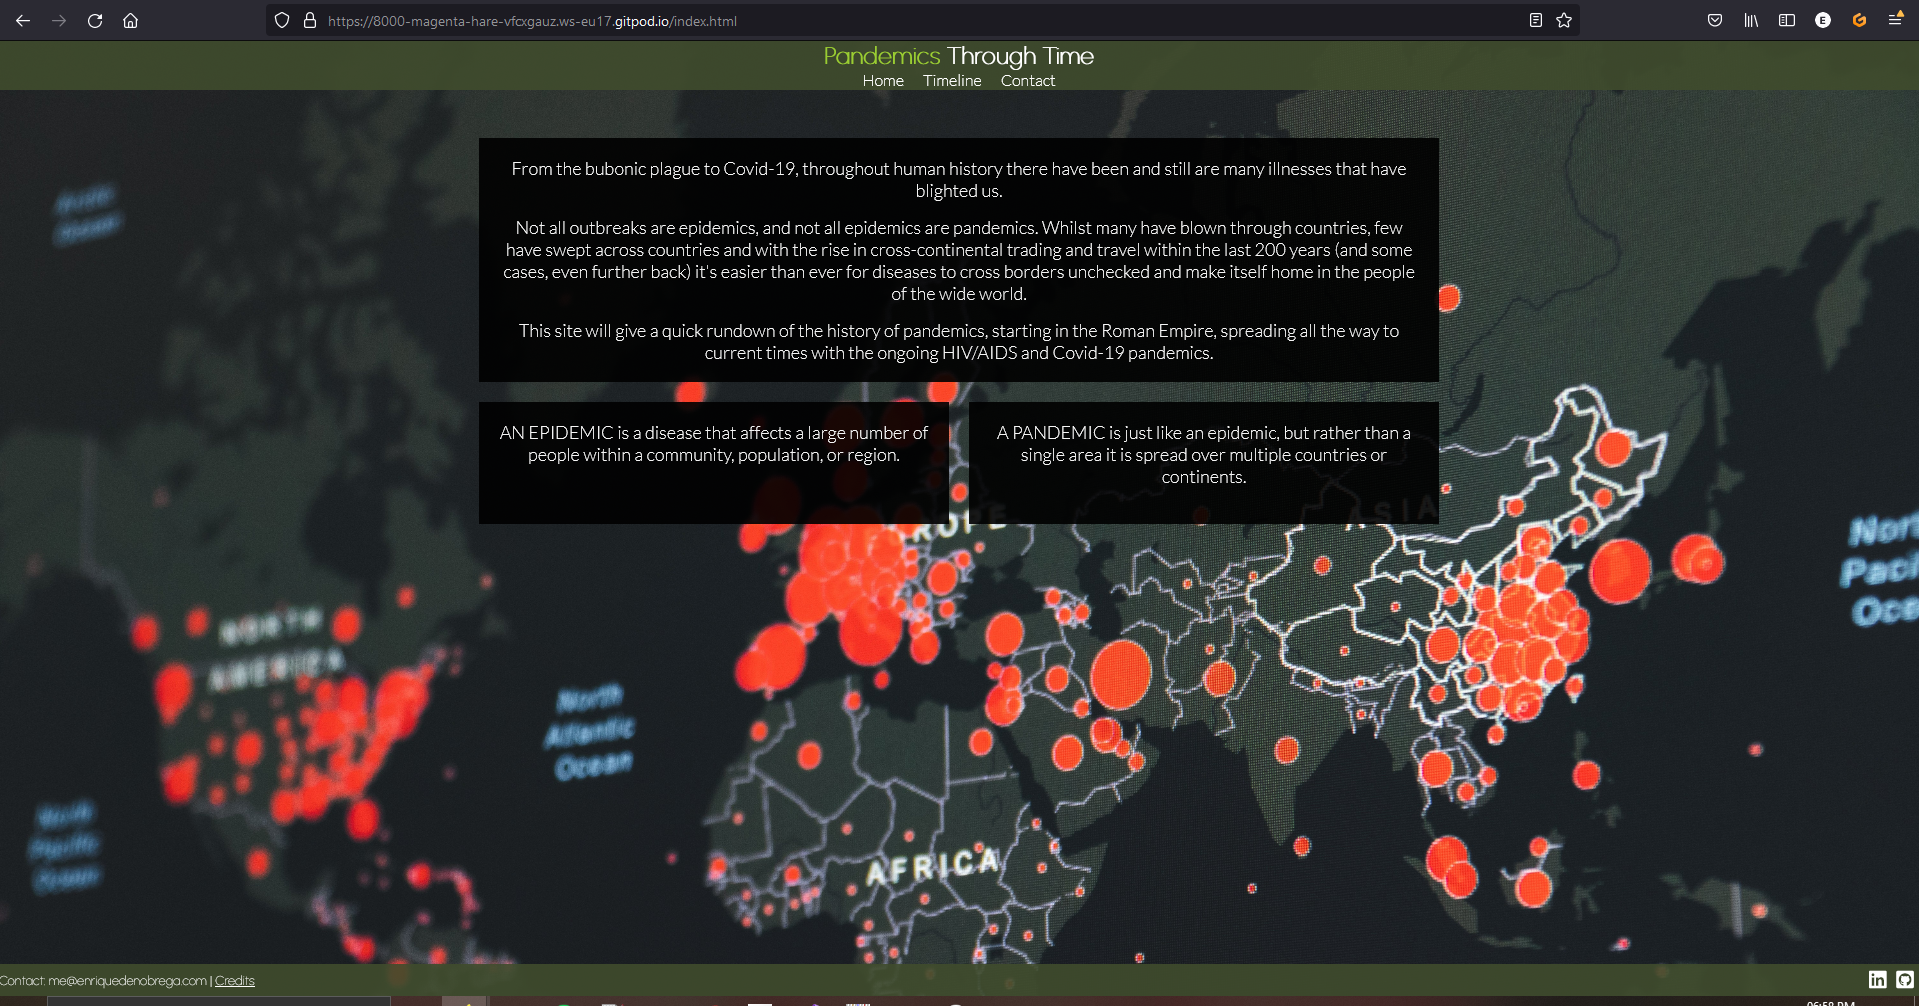 https://8000-magenta-hare-vfcxgauz.ws-eu17.gitpod.io/index.html
Pandemics Through Time
Home Timeline Contact
From the bubonic plague to Covid-19, throughout human history there have been and still are many illnesses that have
blighted us.
Not all outbreaks are epidemics, and not all epidemics are pandemics. Whilst many have blown through countries, few
have swept across countries and with the rise in cross-continental trading and travel within the last 200 years (and some
cases, even further back) it's easier than ever for diseases to cross borders unchecked and make itself home in the people
of the wide world.
This site will give a quick rundown of the history of pandemics, starting in the Roman Empire, spreading all the way to
current times with the ongoing HIV/AIDS and Covid-19 pandemics.
AN EPIDEMIC is a disease that affects a large number of
people within a community, population, or region.
A PANDEMIC is just like an epidemic, but rather than a
single area it is spread over multiple countries or
continents.
Arctic
Ocean
ROPE
ASIA
NORTH
AMERICA
North
Atlantic
Ocean
North
Pacific
Ocean
AFRICA
Nort
Pacifi
Ocea
Contact: me@enriquedenobrega.com | Credits
in